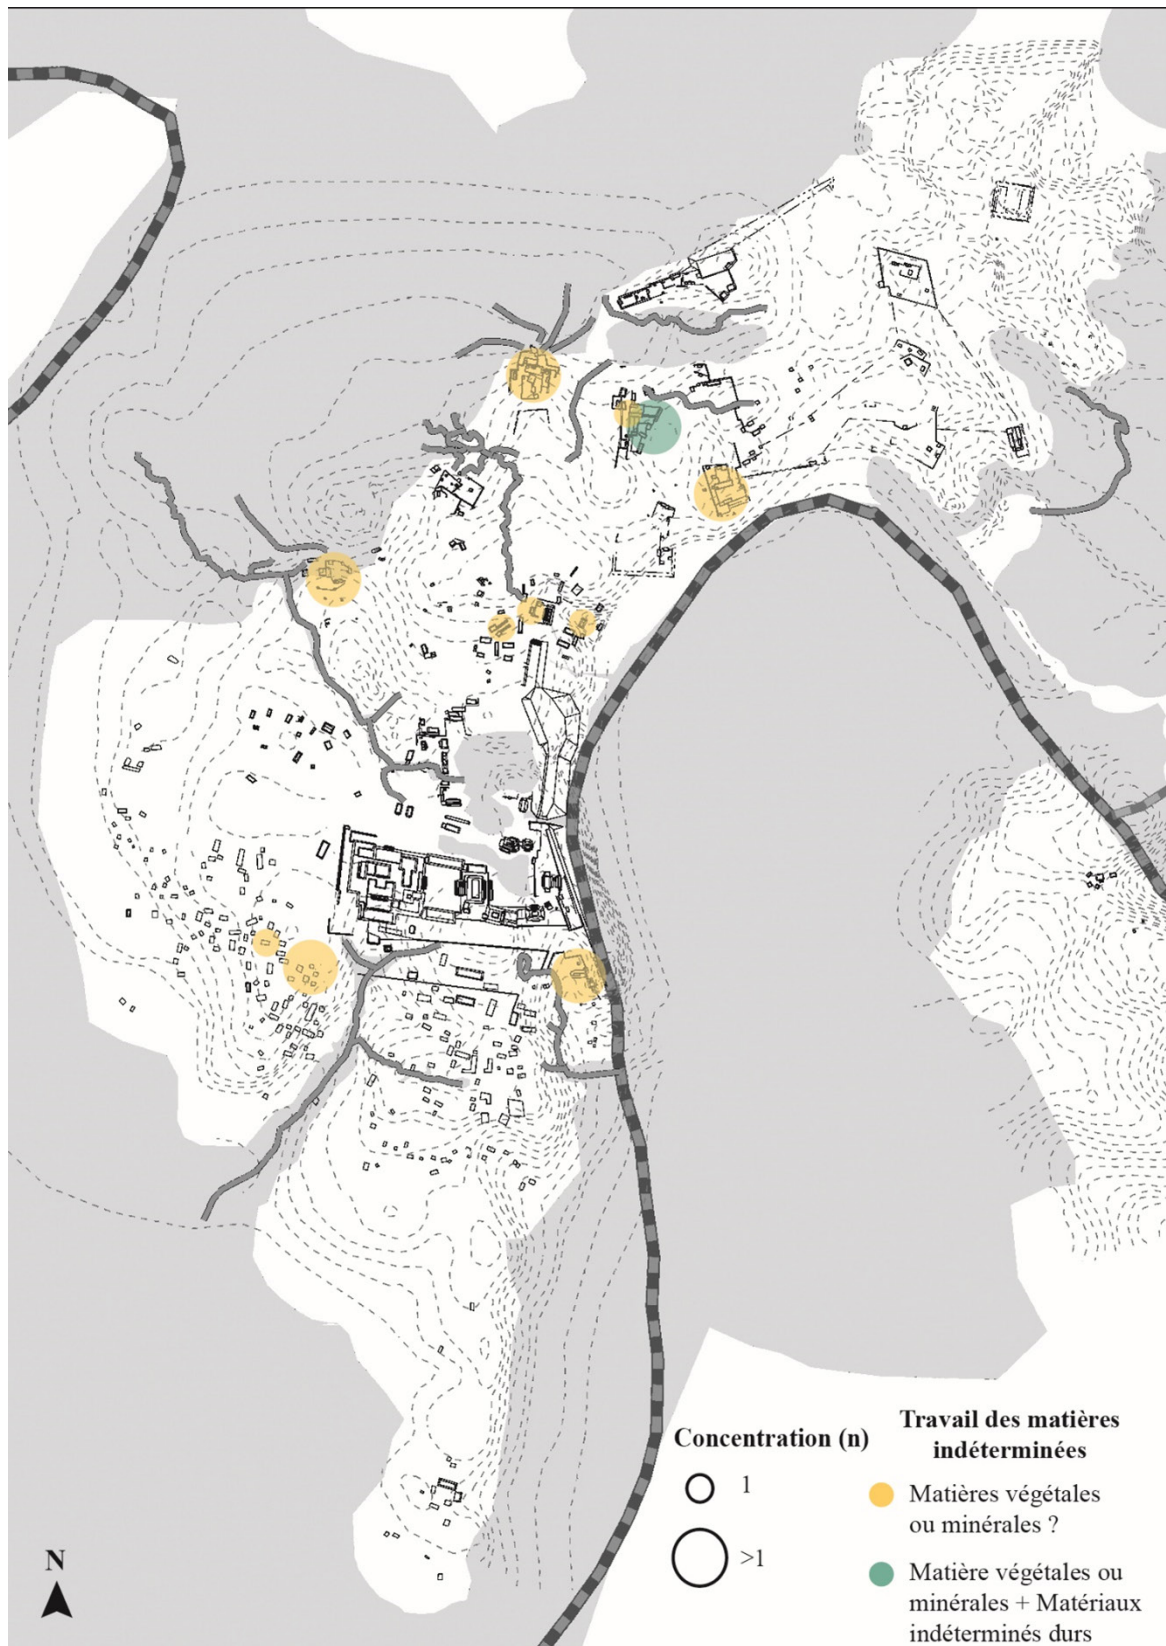 Concentration (n)
1
>1
Travail des matières
indéterminées
Matières végétales
ou minérales ?
Matière végétales ou
minérales + Matériaux
indéterminés durs
N